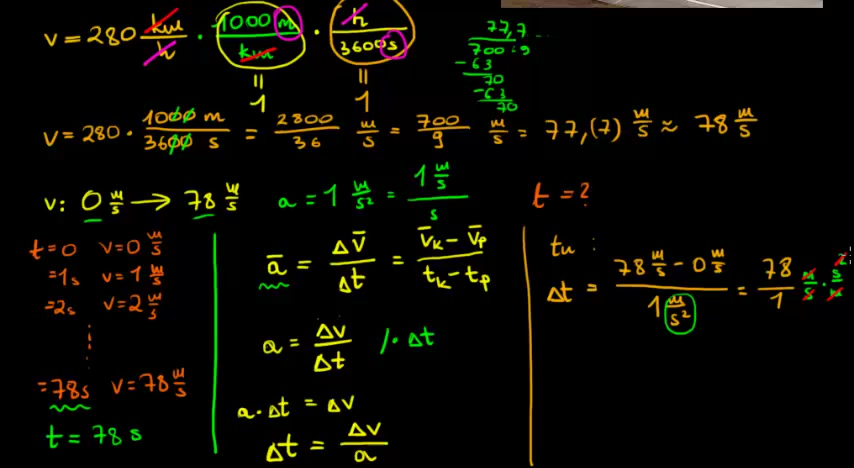 v = 280 km/h · 1000 m/km · h/3600 s
= 1
= 1
77,7...
700 : 9
-63
70
-63
70
v = 280 · 1000 m/3600 s = 2800/36 m/s = 700/9 m/s = 77,(7) m/s ≈ 78 m/s
v: 0 m/s → 78 m/s
a = 1 m/s² = 1 m/s/s
t = ?
t=0 v=0 m/s
=1s v=1 m/s
=2s v=2 m/s
=78s v=78 m/s
t = 78 s
a̅ = Δv̅/Δt = v̅k - v̅p/tk - tp
a = Δv/Δt /· Δt
a · Δt = Δv
Δt = Δv/a
tu :
Δt = 78 m/s - 0 m/s/1 m/s² = 78/1 m/s · s²/m